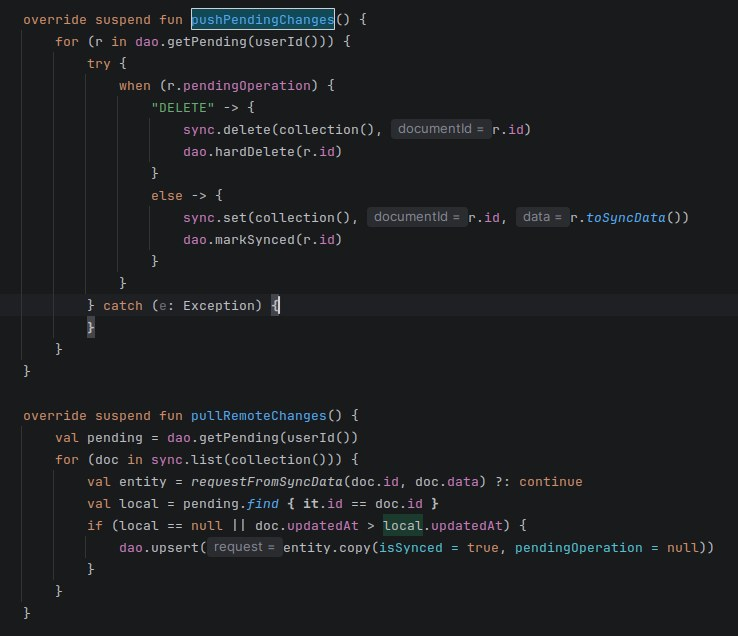 override suspend fun pushPendingChanges() {
    for (r in dao.getPending(userId())) {
        try {
            when (r.pendingOperation) {
                "DELETE" -> {
                    sync.delete(collection(), documentId = r.id)
                    dao.hardDelete(r.id)
                }
                else -> {
                    sync.set(collection(), documentId = r.id, data = r.toSyncData())
                    dao.markSynced(r.id)
                }
            }
        } catch (e: Exception) {
        }
    }
}

override suspend fun pullRemoteChanges() {
    val pending = dao.getPending(userId())
    for (doc in sync.list(collection())) {
        val entity = requestFromSyncData(doc.id, doc.data) ?: continue
        val local = pending.find { it.id == doc.id }
        if (local == null || doc.updatedAt > local.updatedAt) {
            dao.upsert(request = entity.copy(isSynced = true, pendingOperation = null))
        }
    }
}